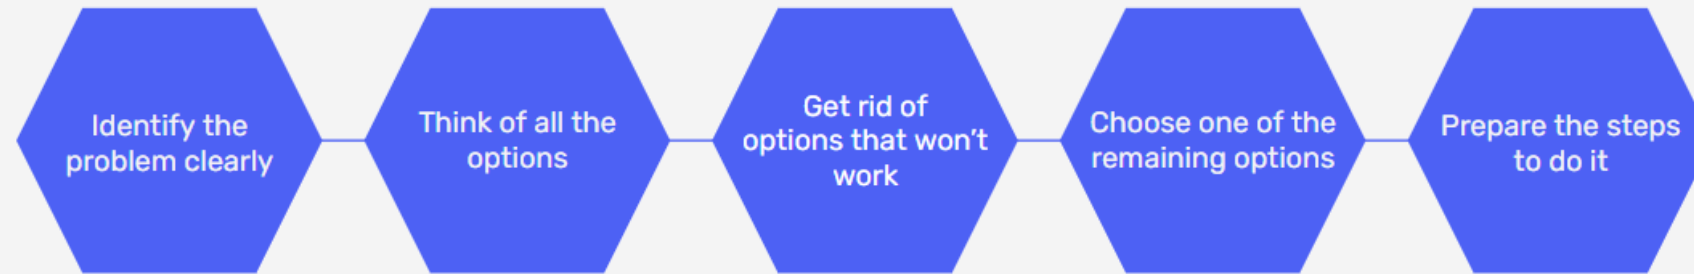 Identify the
problem clearly
Think of all the
options
Get rid of
options that won't
work
Choose one of the
remaining options
Prepare the steps
to do it